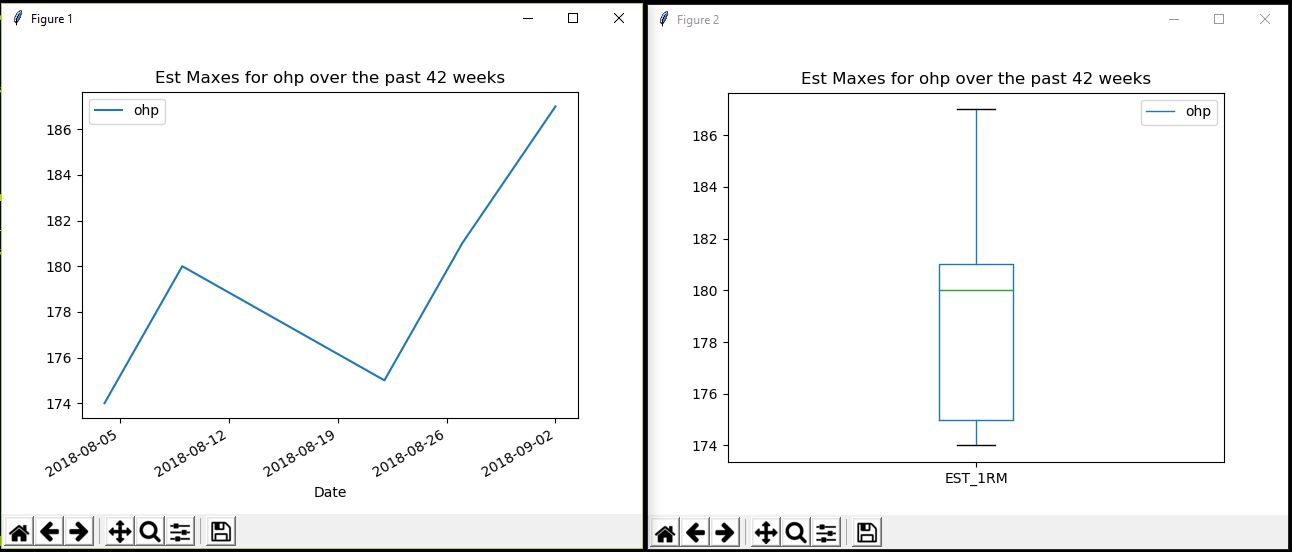 Figure 1
Est Maxes for ohp over the past 42 weeks
ohp
186
184
182
180
178
176
174
2018-08-05
2018-08-12
2018-08-19
2018-08-26
2018-09-02
Date
Figure 2
Est Maxes for ohp over the past 42 weeks
ohp
186
184
182
180
178
176
174
EST_1RM